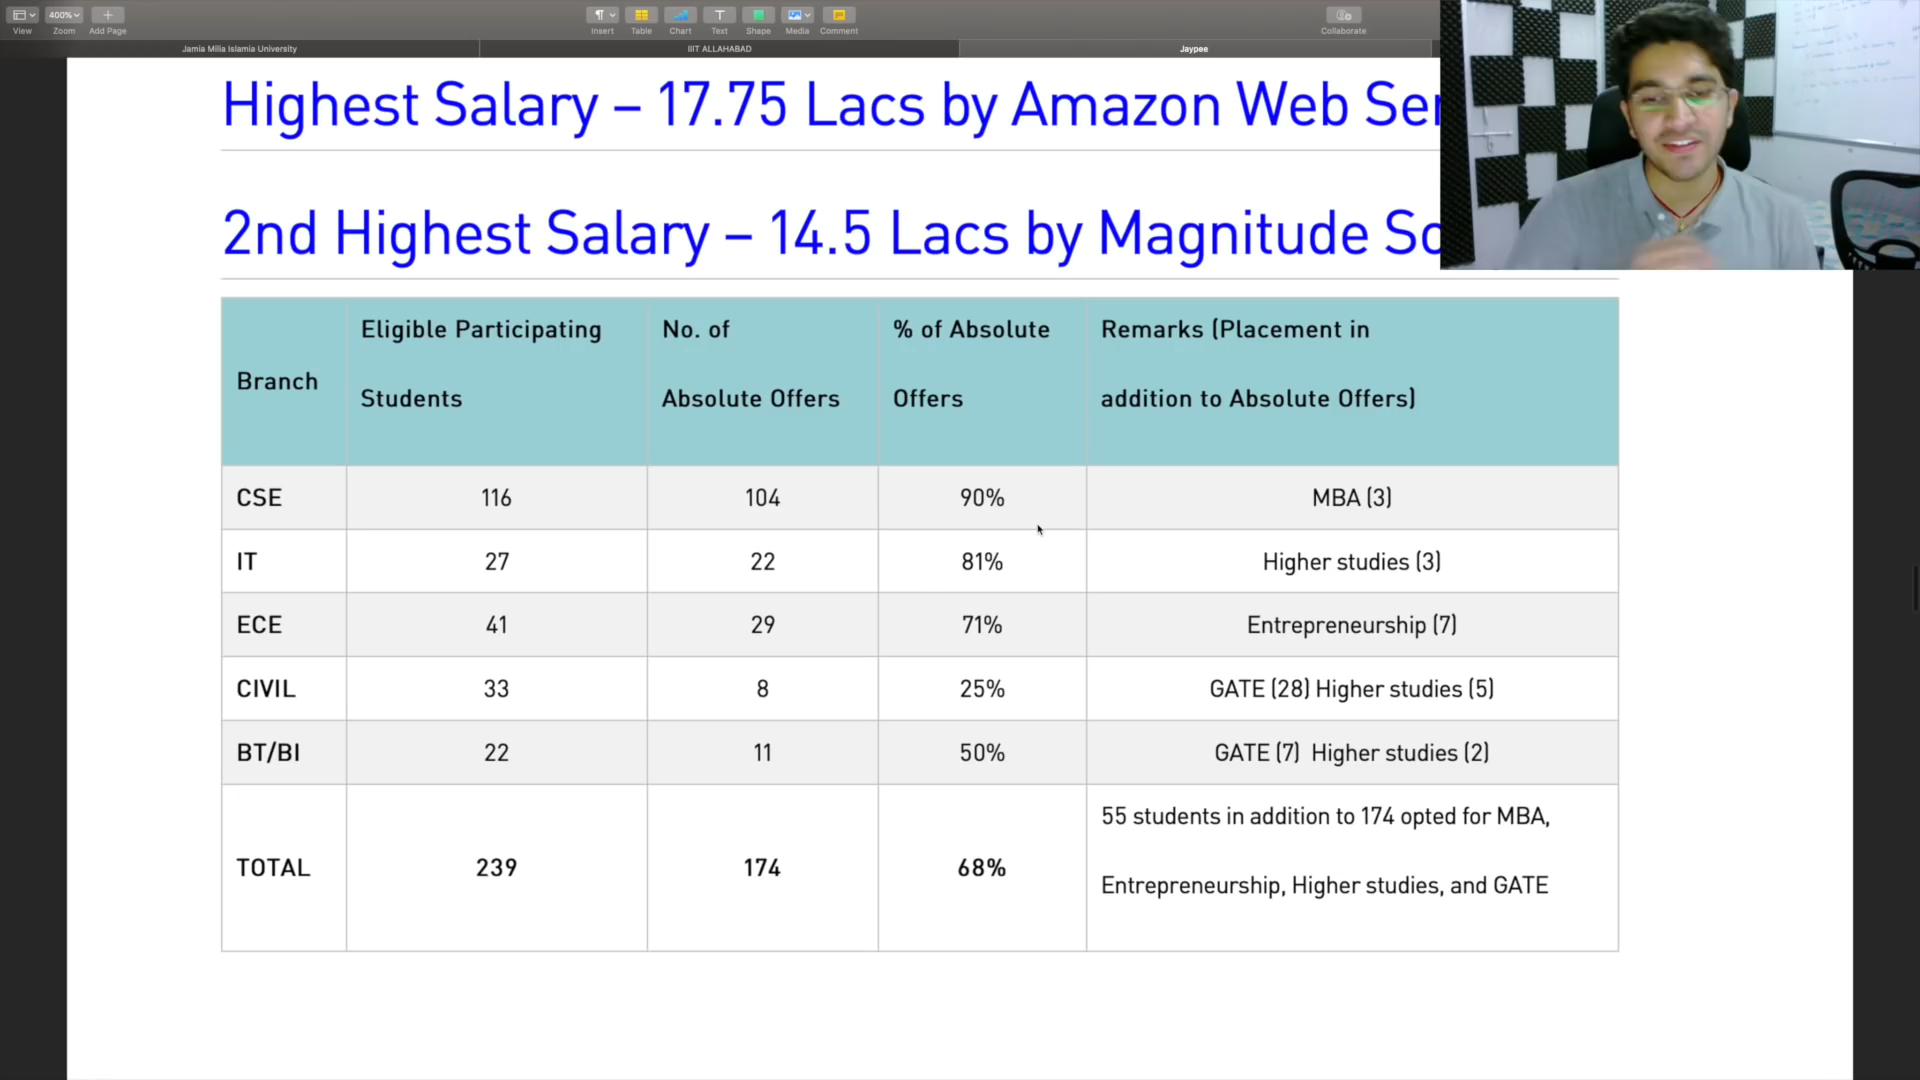 400%
View
Zoom
Add Page
Insert
Table
Chart
Text
Shape
Media
Comment
Collaborate
Jamia Milia Islamia University
IIIT ALLAHABAD
Jaypee
Highest Salary – 17.75 Lacs by Amazon Web
2nd Highest Salary – 14.5 Lacs by Magnitude
Branch
Eligible Participating
Students
No. of
Absolute Offers
% of Absolute
Offers
Remarks (Placement in
addition to Absolute Offers)
CSE 116 104 90% MBA (3)
IT 27 22 81% Higher studies (3)
ECE 41 29 71% Entrepreneurship (7)
CIVIL 33 8 25% GATE (28) Higher studies (5)
BT/BI 22 11 50% GATE (7) Higher studies (2)
TOTAL 239 174 68%
55 students in addition to 174 opted for MBA,
Entrepreneurship, Higher studies, and GATE